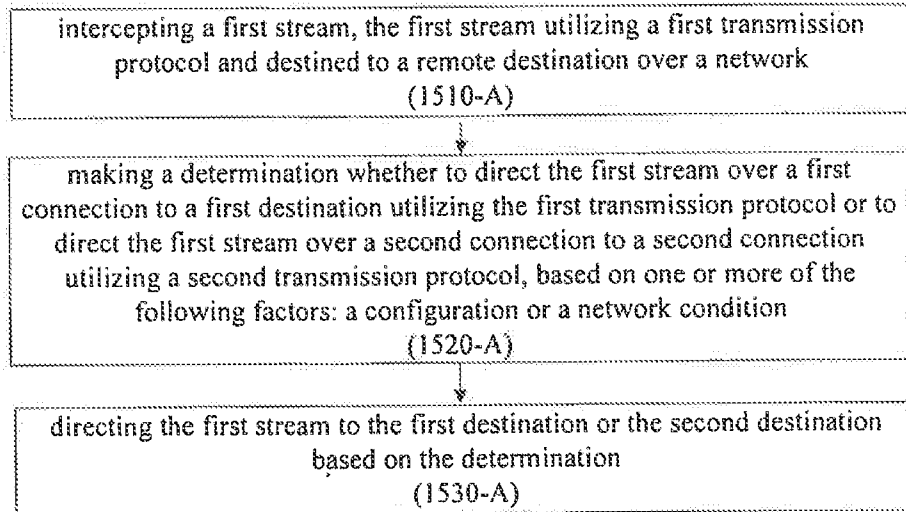 intercepting a first stream, the first stream utilizing a first transmission
protocol and destined to a remote destination over a network
(1510-A)
making a determination whether to direct the first stream over a first
connection to a first destination utilizing the first transmission protocol or to
direct the first stream over a second connection to a second connection
utilizing a second transmission protocol, based on one or more of the
following factors: a configuration or a network condition
(1520-A)
directing the first stream to the first destination or the second destination
based on the determination
(1530-A)